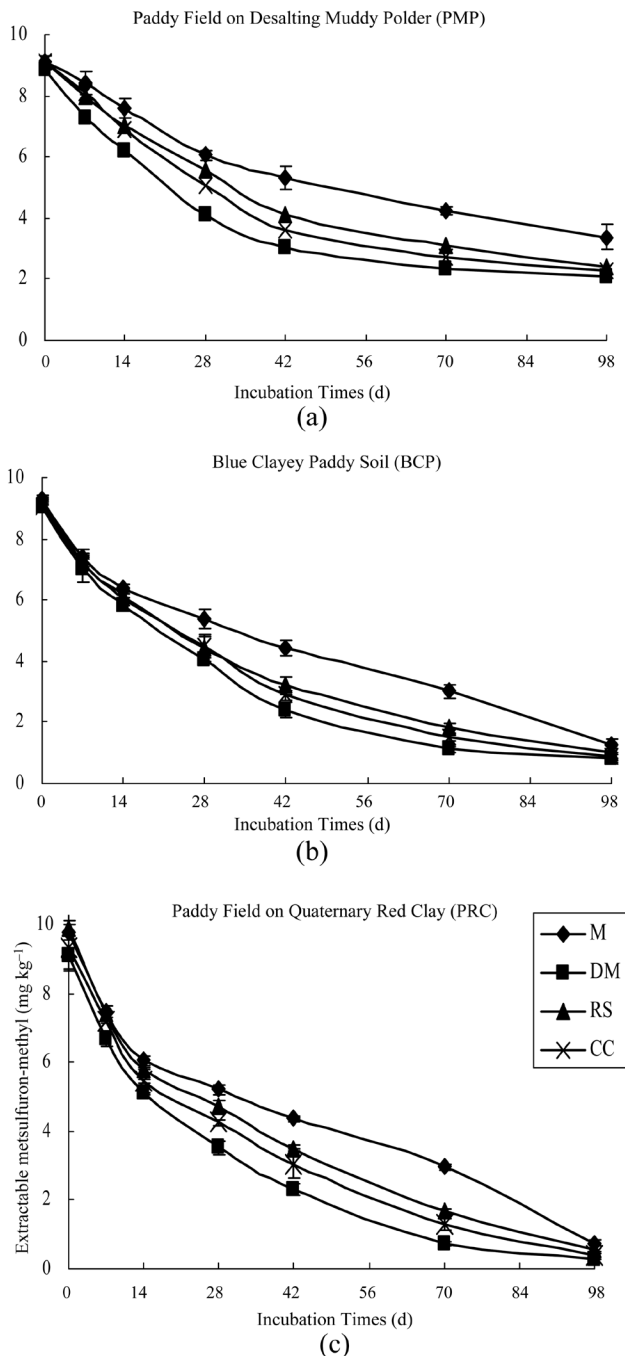 Paddy Field on Desalting Muddy Polder (PMP)
10
8
6
4
2
0
0 14 28 42 56 70 84 98
Incubation Times (d)
(a)
Blue Clayey Paddy Soil (BCP)
10
8
6
4
2
0
0 14 28 42 56 70 84 98
Incubation Times (d)
(b)
Paddy Field on Quaternary Red Clay (PRC)
Extractable metsulfuron-methyl (mg kg⁻¹)
10
8
6
4
2
0
M
DM
RS
CC
0 14 28 42 56 70 84 98
Incubation Times (d)
(c)